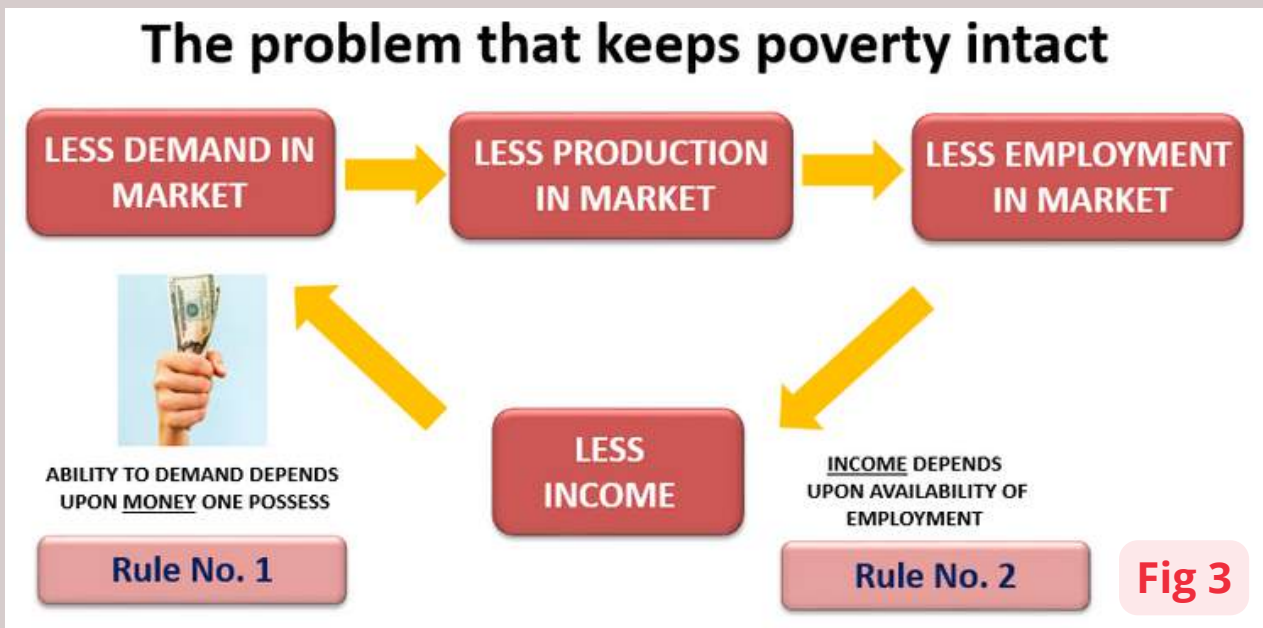 The problem that keeps poverty intact
LESS DEMAND IN
MARKET
LESS PRODUCTION
IN MARKET
LESS EMPLOYMENT
IN MARKET
LESS
INCOME
ABILITY TO DEMAND DEPENDS
UPON MONEY ONE POSSESS
Rule No. 1
INCOME DEPENDS
UPON AVAILABILITY OF
EMPLOYMENT
Rule No. 2
Fig 3